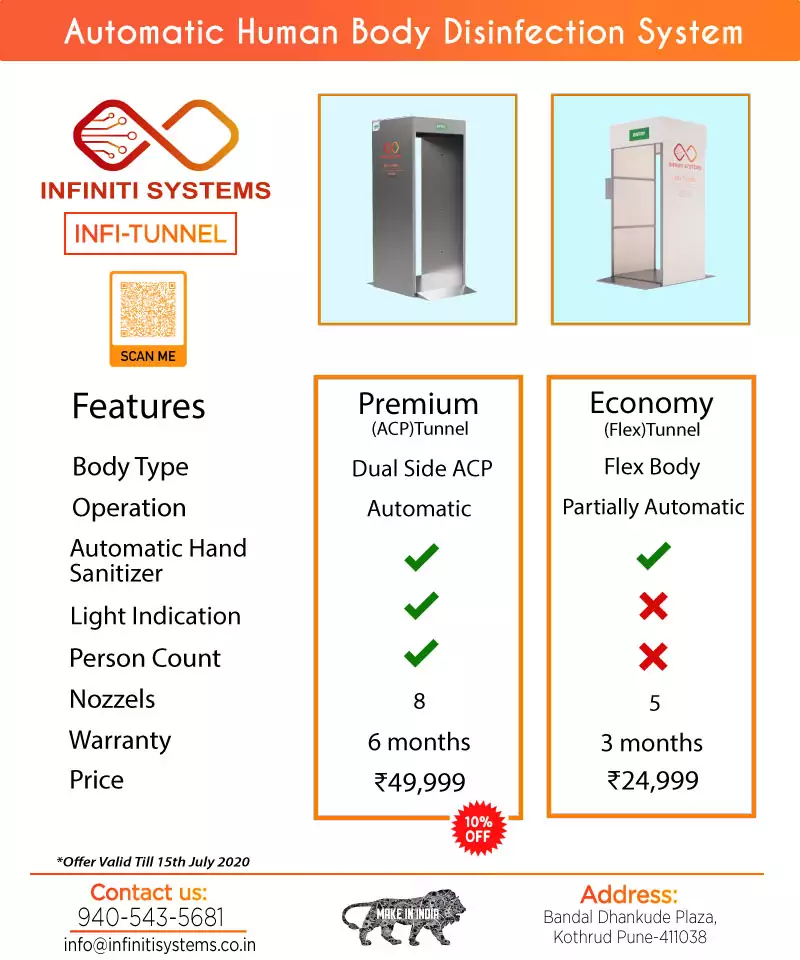 Automatic Human Body Disinfection System
INFINITI SYSTEMS
INFI-TUNNEL
SCAN ME
INFINITI SYSTEMS
Features
Premium
(ACP)Tunnel
Economy
(Flex)Tunnel
Body Type
Dual Side ACP
Flex Body
Operation
Automatic
Partially Automatic
Automatic Hand
Sanitizer
Light Indication
Person Count
Nozzels
8
5
Warranty
6 months
3 months
Price
₹49,999
₹24,999
10%
OFF
*Offer Valid Till 15th July 2020
Contact us:
940-543-5681
info@infinitisystems.co.in
MAKE IN INDIA
Address:
Bandal Dhankude Plaza,
Kothrud Pune-411038